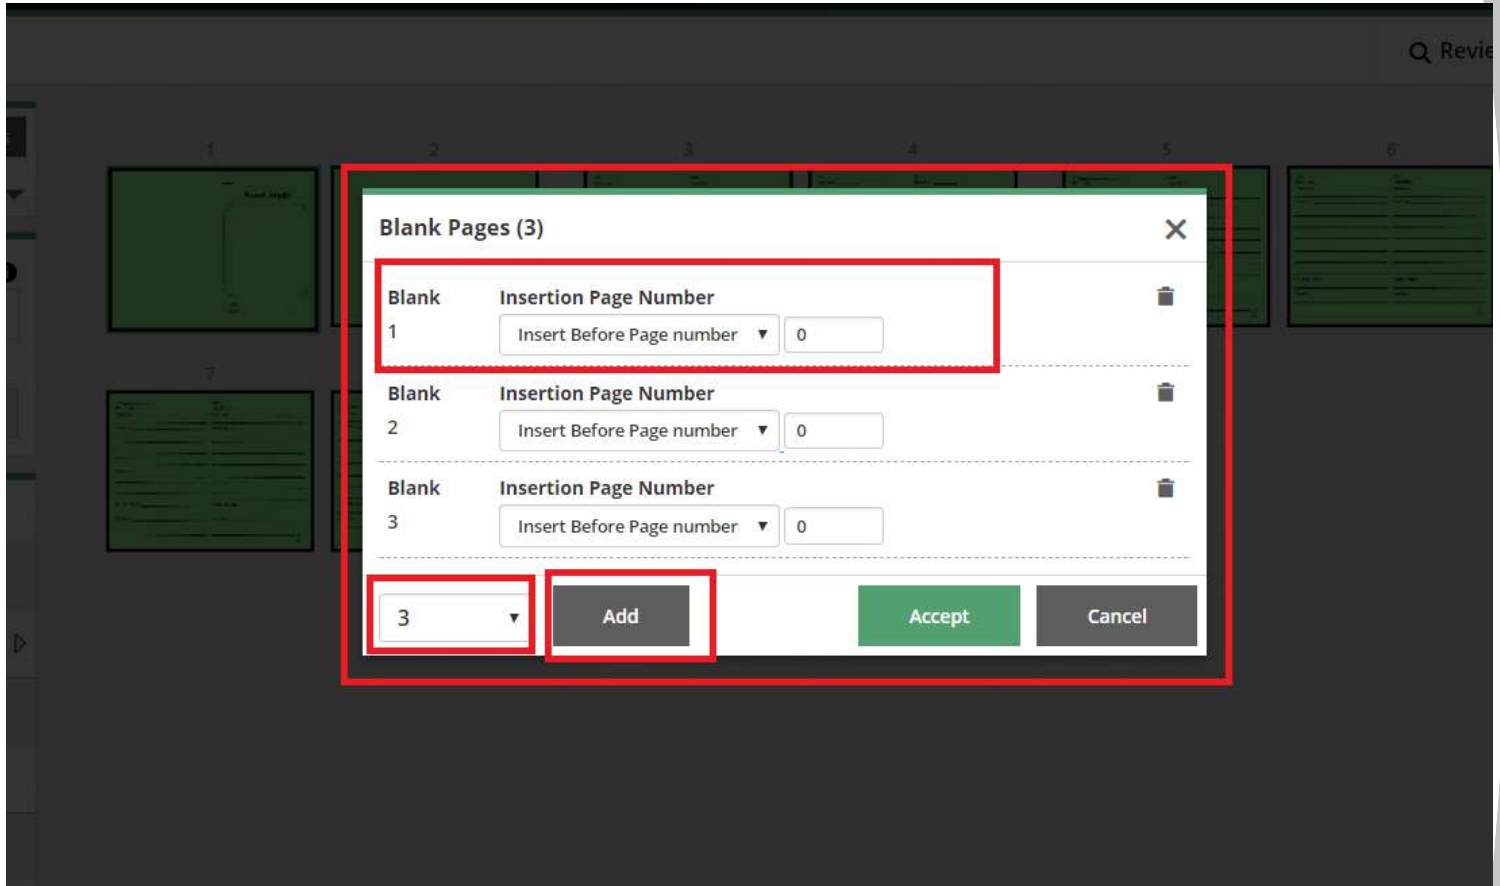 Revie
1
2
3
4
5
6
7
Blank Pages (3)
Blank Insertion Page Number
1 Insert Before Page number 0
Blank Insertion Page Number
2 Insert Before Page number 0
Blank Insertion Page Number
3 Insert Before Page number 0
3 Add Accept Cancel